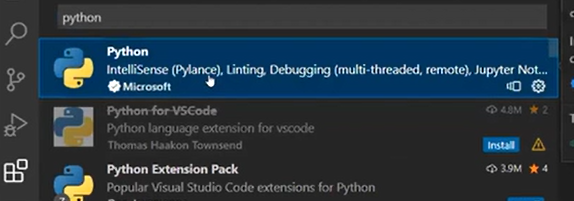 python
Python
IntelliSense (Pylance), Linting, Debugging (multi-threaded, remote), Jupyter Not...
Microsoft
Python for VSCode
4.8M ★ 2
Python language extension for vscode
Thomas Haakon Townsend
Install
Python Extension Pack
3.9M ★ 4
Popular Visual Studio Code extensions for Python
Install